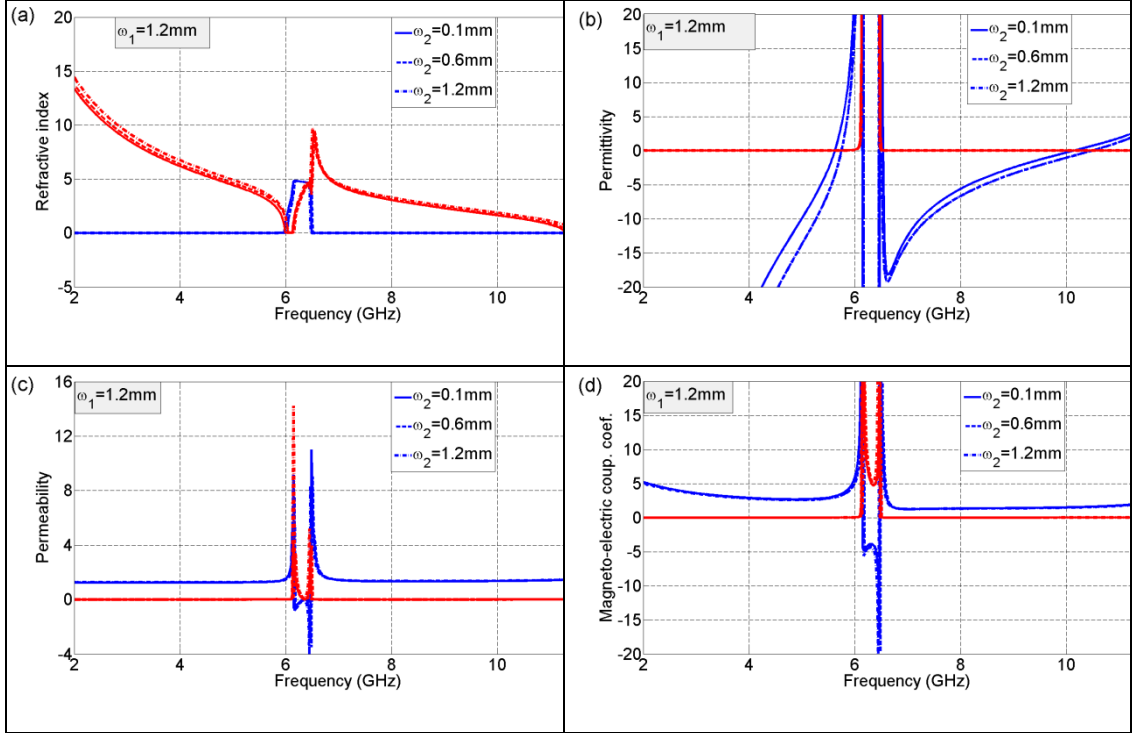 (a)
ω1=1.2mm
ω2=0.1mm
ω2=0.6mm
ω2=1.2mm
20
15
10
5
0
-5
Refractive index
2 4 6 8 10
Frequency (GHz)
(b)
ω1=1.2mm
ω2=0.1mm
ω2=0.6mm
ω2=1.2mm
20
15
10
5
0
-5
-10
-15
-20
Permittivity
2 4 6 8 10
Frequency (GHz)
(c)
ω1=1.2mm
ω2=0.1mm
ω2=0.6mm
ω2=1.2mm
16
12
8
4
0
-4
Permeability
2 4 6 8 10
Frequency (GHz)
(d)
ω1=1.2mm
ω2=0.1mm
ω2=0.6mm
ω2=1.2mm
20
15
10
5
0
-5
-10
-15
-20
Magneto-electric coup. coef.
2 4 6 8 10
Frequency (GHz)